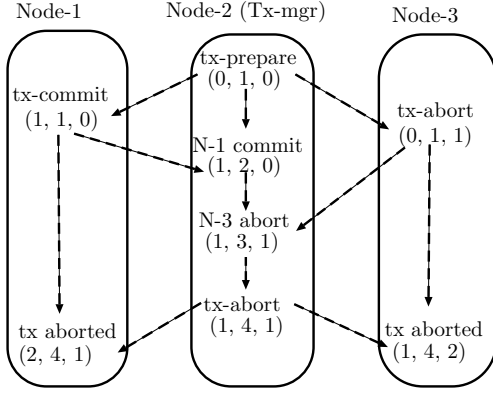 Node-1
Node-2 (Tx-mgr)
Node-3
tx-prepare
(0, 1, 0)
tx-commit
(1, 1, 0)
tx-abort
(0, 1, 1)
N-1 commit
(1, 2, 0)
N-3 abort
(1, 3, 1)
tx-abort
(1, 4, 1)
tx aborted
(2, 4, 1)
tx aborted
(1, 4, 2)